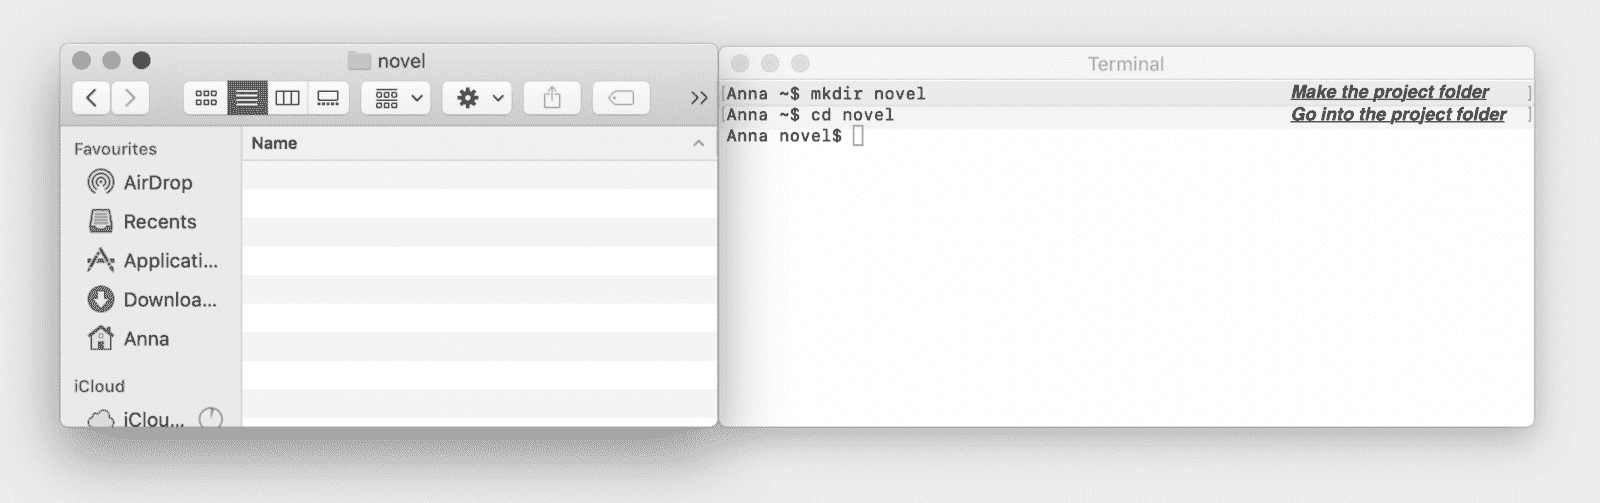 novel
Name
Favourites
AirDrop
Recents
Applicati...
Downloa...
Anna
iCloud
iClou...
Terminal
[Anna ~$ mkdir novel Make the project folder ]
[Anna ~$ cd novel Go into the project folder ]
Anna novel$